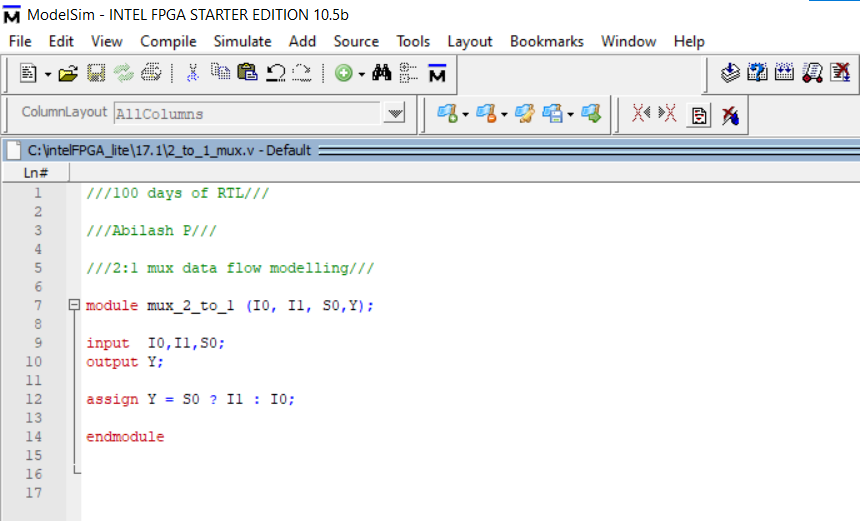 ModelSim - INTEL FPGA STARTER EDITION 10.5b
File Edit View Compile Simulate Add Source Tools Layout Bookmarks Window Help
ColumnLayout AllColumns
C:\intelFPGA_lite\17.1\2_to_1_mux.v - Default
Ln#
1 ///100 days of RTL///
2
3 ///Abilash P///
4
5 ///2:1 mux data flow modelling///
6
7 module mux_2_to_1 (I0, I1, S0,Y);
8
9 input  I0,I1,S0;
10 output Y;
11
12 assign Y = S0 ? I1 : I0;
13
14 endmodule
15
16
17